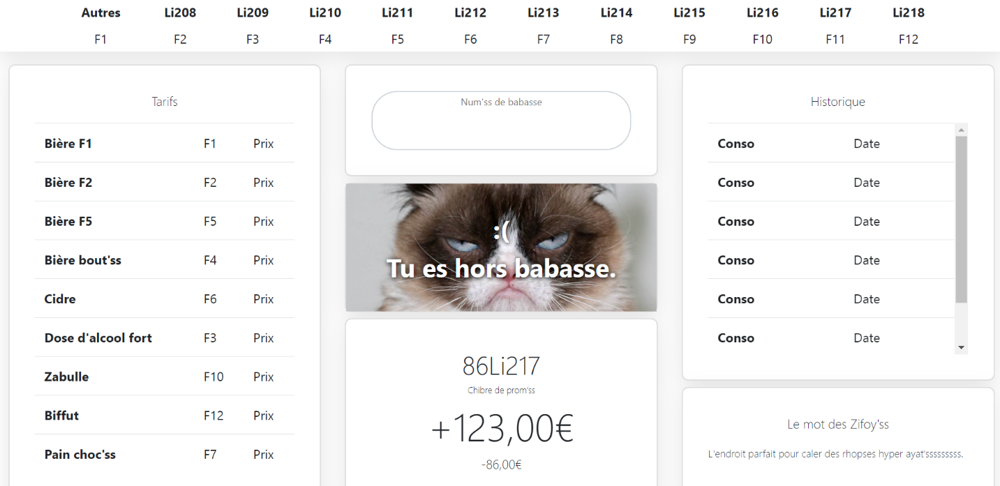 Autres Li208 Li209 Li210 Li211 Li212 Li213 Li214 Li215 Li216 Li217 Li218
F1 F2 F3 F4 F5 F6 F7 F8 F9 F10 F11 F12
Tarifs
Bière F1 F1 Prix
Bière F2 F2 Prix
Bière F5 F5 Prix
Bière bout'ss F4 Prix
Cidre F6 Prix
Dose d'alcool fort F3 Prix
Zabulle F10 Prix
Biffut F12 Prix
Pain choc'ss F7 Prix
Num'ss de babasse
:(
Tu es hors babasse.
86Li217
Chibre de prom'ss
+123,00€
-86,00€
Historique
Conso Date
Conso Date
Conso Date
Conso Date
Conso Date
Conso Date
Le mot des Zifoy'ss
L'endroit parfait pour caler des rhopses hyper ayat'sssssssss.